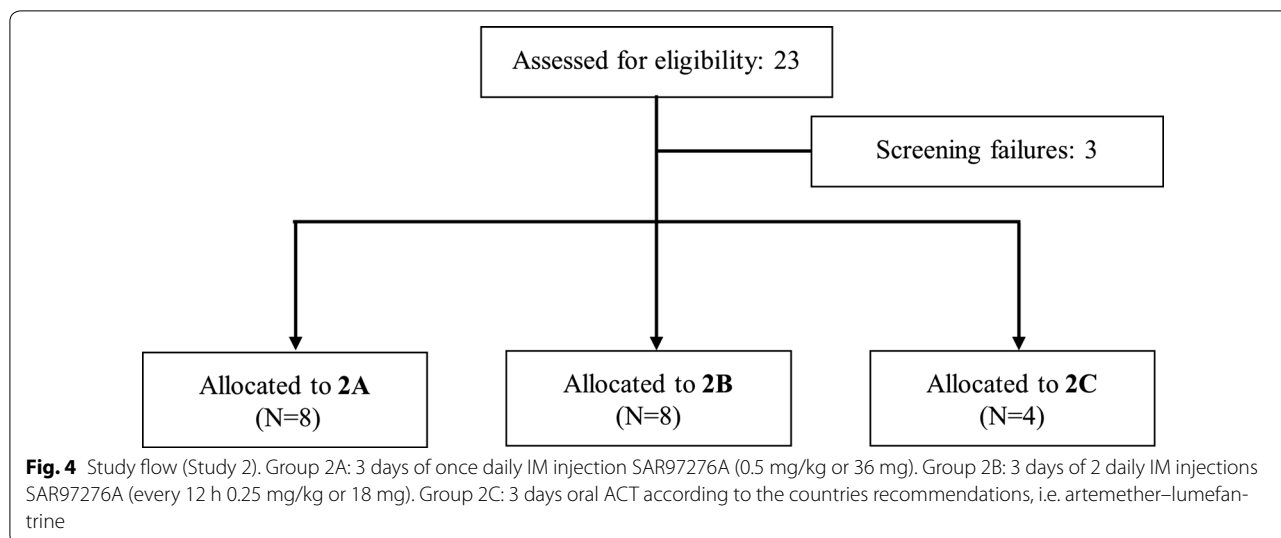 Assessed for eligibility: 23
Screening failures: 3
Allocated to 2A
(N=8)
Allocated to 2B
(N=8)
Allocated to 2C
(N=4)
Fig. 4 Study flow (Study 2). Group 2A: 3 days of once daily IM injection SAR97276A (0.5 mg/kg or 36 mg). Group 2B: 3 days of 2 daily IM injections
SAR97276A (every 12 h 0.25 mg/kg or 18 mg). Group 2C: 3 days oral ACT according to the countries recommendations, i.e. artemether–lumefan-
trine